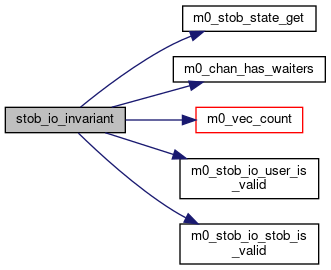 m0_stob_state_get
m0_chan_has_waiters
stob_io_invariant
m0_vec_count
m0_stob_io_user_is
_valid
m0_stob_io_stob_is
_valid